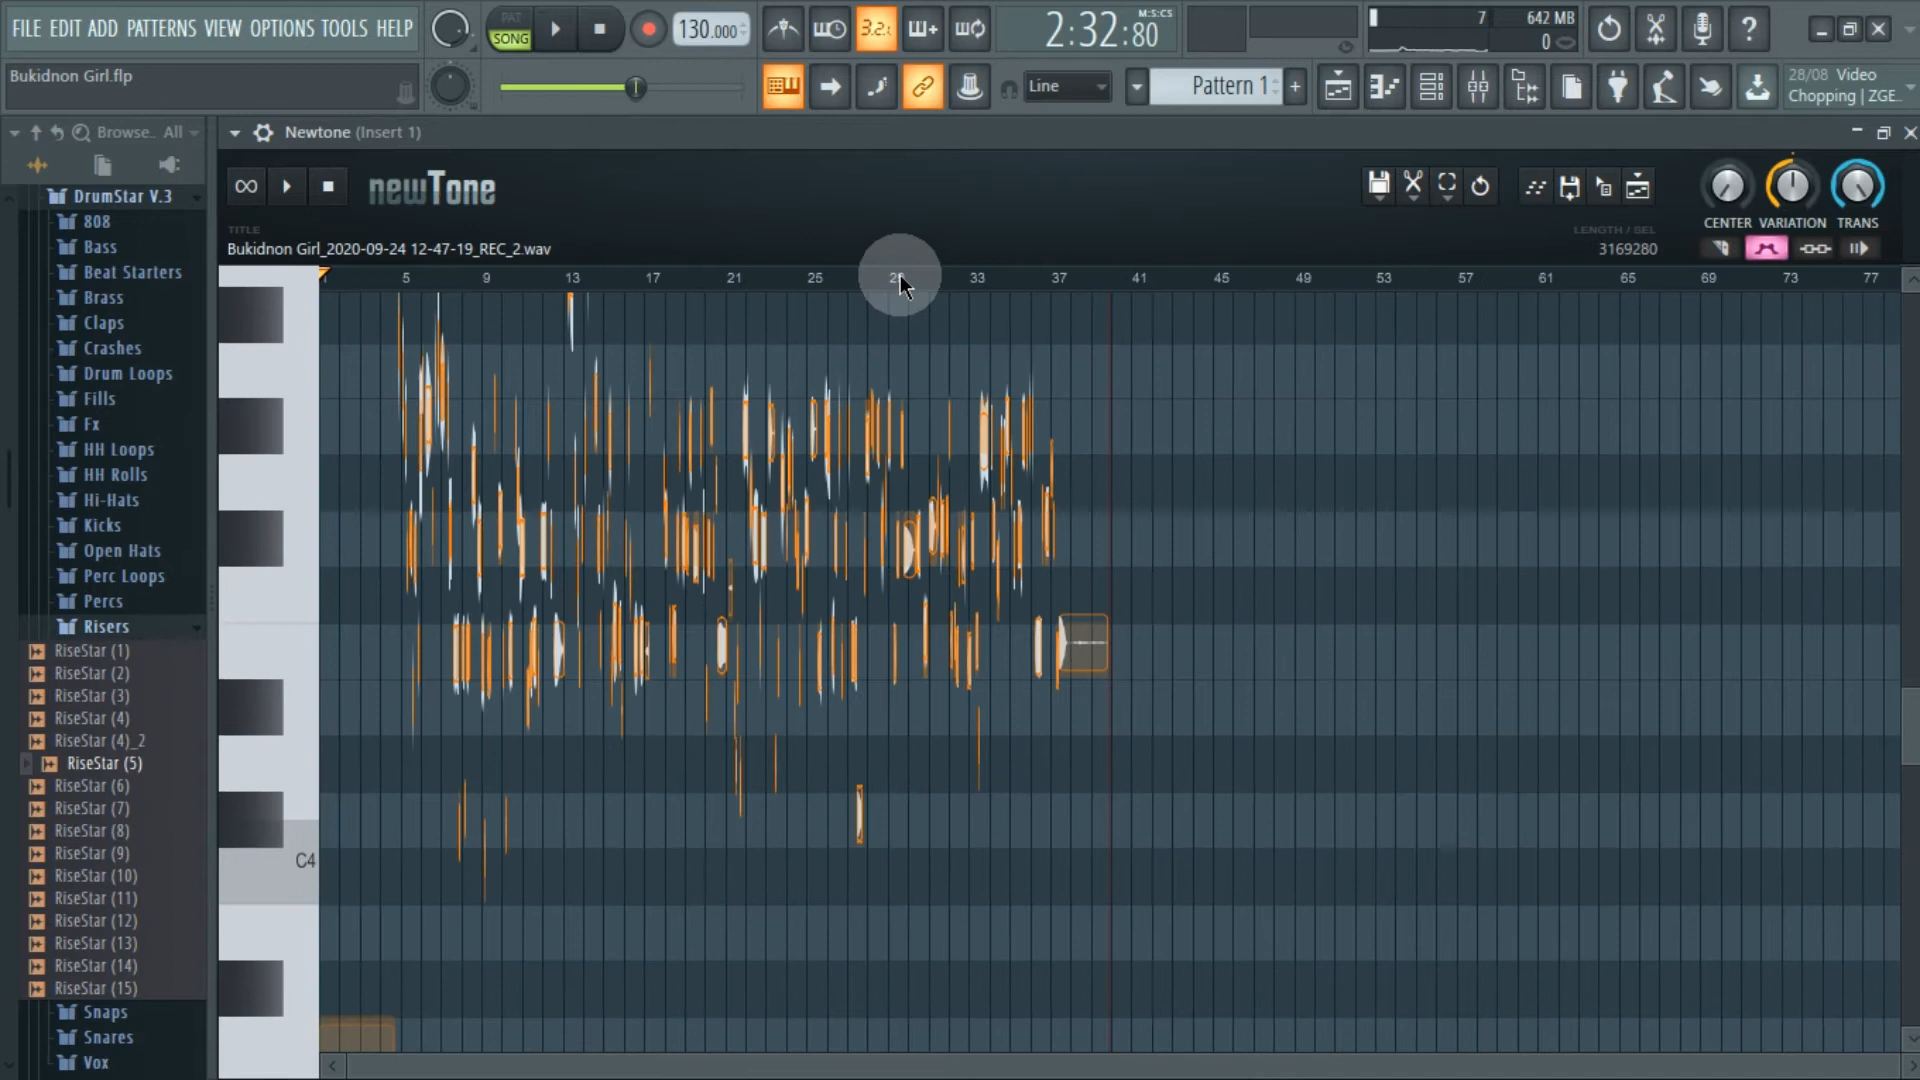 FILE EDIT ADD PATTERNS VIEW OPTIONS TOOLS HELP
PAT
SONG
130.000
3.2.
M:S:CS
2:32:80
7
642 MB
0
?
Bukidnon Girl.flp
Line
Pattern 1
+
28/08 Video
Chopping | ZGE..
Browse.. All
Newtone (Insert 1)
newTone
TITLE
Bukidnon Girl_2020-09-24 12-47-19_REC_2.wav
CENTER VARIATION TRANS
LENGTH / SEL
3169280
1 5 9 13 17 21 25 29 33 37 41 45 49 53 57 61 65 69 73 77
C4
DrumStar V.3
808
Bass
Beat Starters
Brass
Claps
Crashes
Drum Loops
Fills
Fx
HH Loops
HH Rolls
Hi-Hats
Kicks
Open Hats
Perc Loops
Percs
Risers
RiseStar (1)
RiseStar (2)
RiseStar (3)
RiseStar (4)
RiseStar (4)_2
RiseStar (5)
RiseStar (6)
RiseStar (7)
RiseStar (8)
RiseStar (9)
RiseStar (10)
RiseStar (11)
RiseStar (12)
RiseStar (13)
RiseStar (14)
RiseStar (15)
Snaps
Snares
Vox